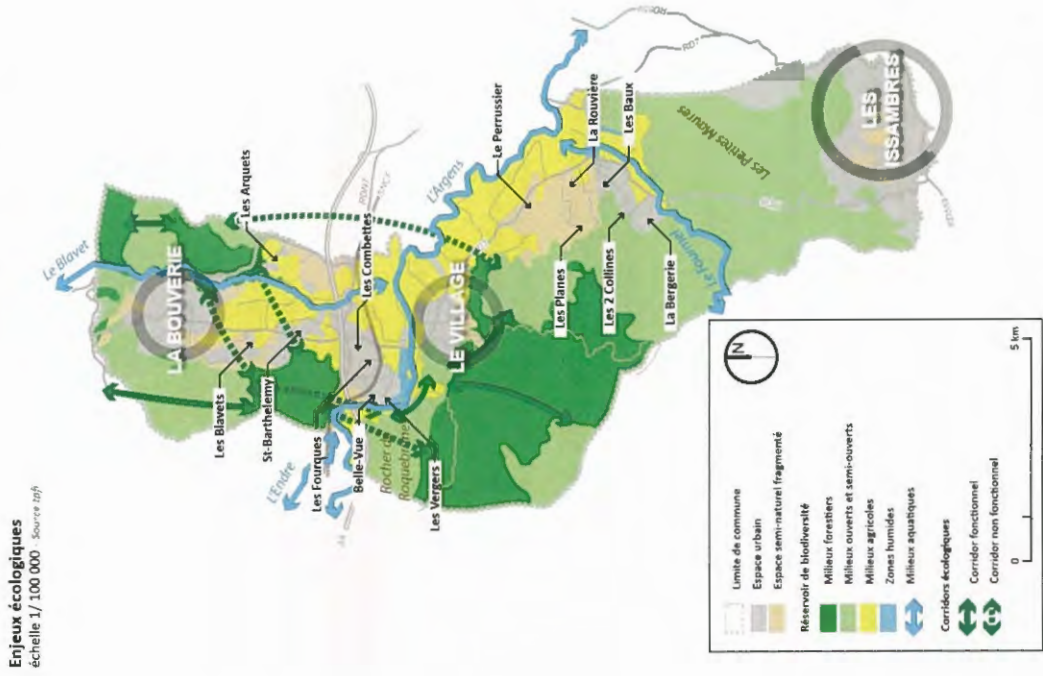 Enjeux écologiques
échelle 1/ 100 000 Source tafi
Le Blavet
LA BOUVERIE
Les Arquets
Les Blavets
St-Barthelemy
Les Combettes
L'Endre
Les Fourques
Belle-Vue
Rocher de
Roquebrune
Les Vergers
A8
LE VILLAGE
L'Argens
Le Perrussier
La Rouvière
Les Baux
Les Planes
Les 2 Collines
La Bergerie
Le Fournel
Les Petites Maures
RD7
LES
ISSAMBRES
Limite de commune
Espace urbain
Espace semi-naturel fragmenté
Réservoir de biodiversité
Milieux forestiers
Milieux ouverts et semi-ouverts
Milieux agricoles
Zones humides
Milieux aquatiques
Corridors écologiques
Corridor fonctionnel
Corridor non fonctionnel
N
0
5 km